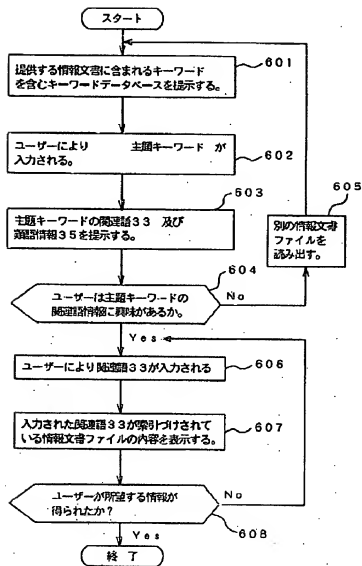 スタート
提供する情報文書に含まれるキーワード
を含むキーワードデータベースを提示する。
601
ユーザーにより 主題キーワード が
入力される。
602
603
主題キーワードの関連語33 及び
類語情報35を提示する。
605
別の情報文書
ファイルを
読み出す。
604
ユーザーは主題キーワードの
関連語情報に興味があるか。
No
Yes
ユーザーにより関連語33が入力される
606
入力された関連語33が索引づけされて
いる情報文書ファイルの内容を表示する。
607
ユーザーが所望する情報が
得られたか?
No
608
Yes
終了